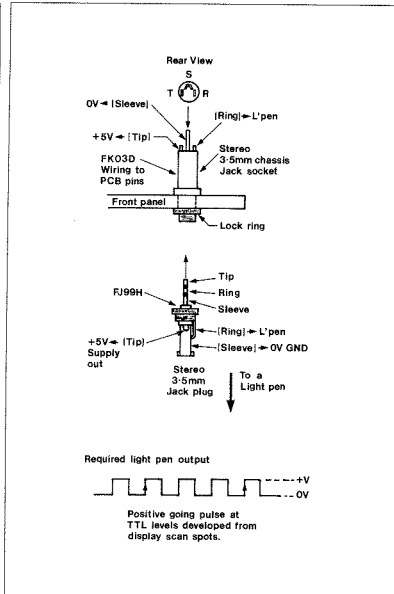 Rear View
S
T R
0V [Sleeve]
[Ring] L'pen
+5V [Tip]
FK03D
Wiring to
PCB pins
Stereo
3·5mm chassis
Jack socket
Front panel
Lock ring
Tip
Ring
Sleeve
FJ99H
+5V [Tip]
Supply
out
[Ring] L'pen
[Sleeve] 0V GND
Stereo
3·5mm
Jack plug
To a
Light pen
Required light pen output
+V
0V
Positive going pulse at
TTL levels developed from
display scan spots.